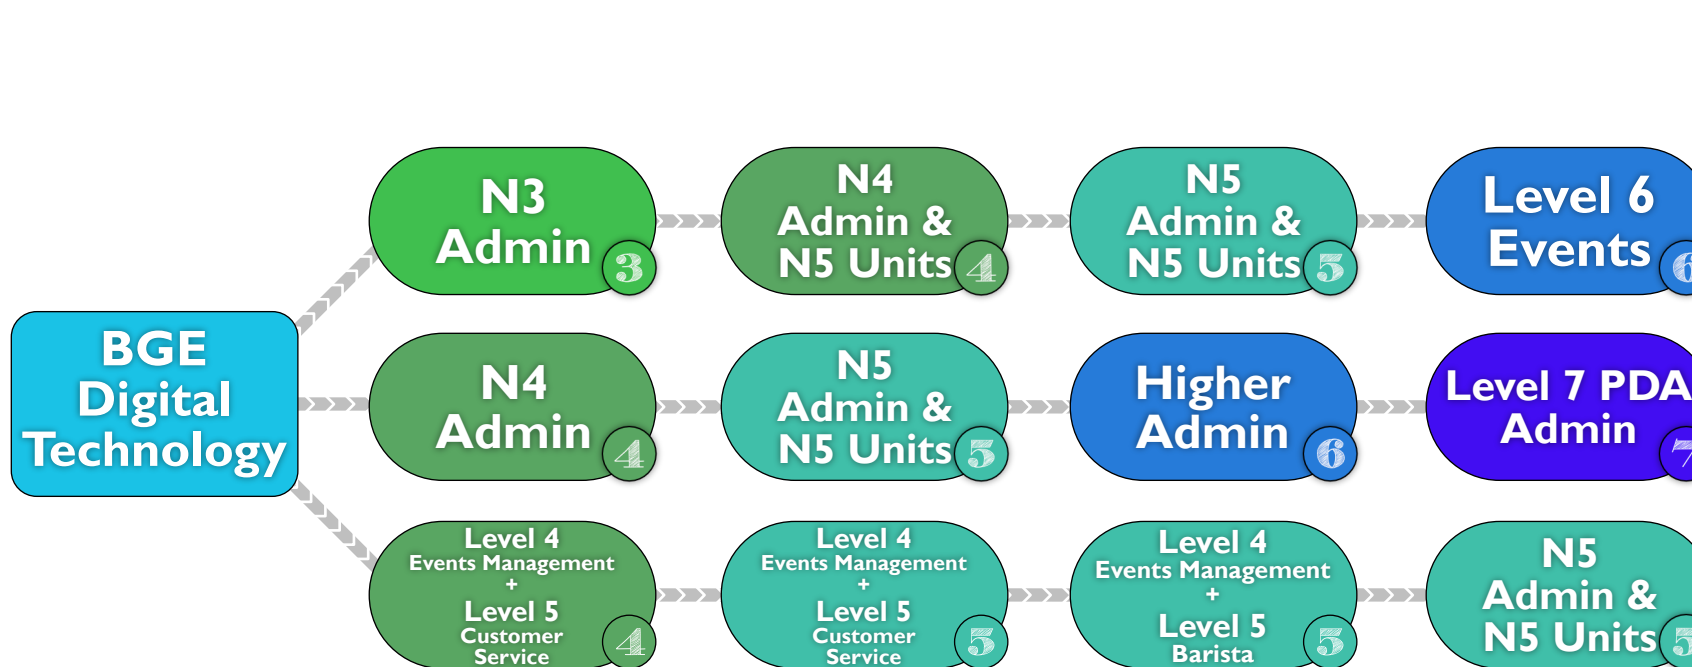 BGE
Digital
Technology
N3
Admin
3
N4
Admin &
N5 Units
4
N5
Admin &
N5 Units
5
Level 6
Events
6
N4
Admin
4
N5
Admin &
N5 Units
5
Higher
Admin
6
Level 7 PDA
Admin
7
Level 4
Events Management
+
Level 5
Customer
Service
4
Level 4
Events Management
+
Level 5
Customer
Service
5
Level 4
Events Management
+
Level 5
Barista
5
N5
Admin &
N5 Units
5